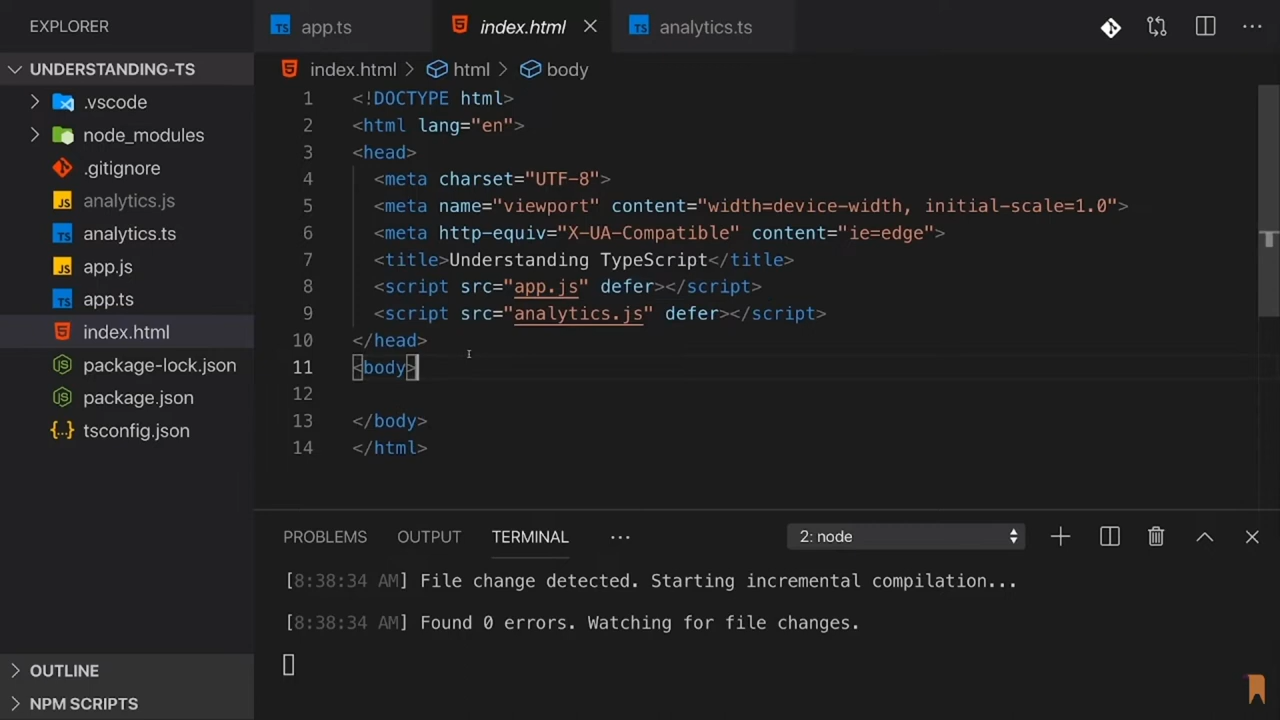 EXPLORER
UNDERSTANDING-TS
.vscode
node_modules
.gitignore
JS analytics.js
TS analytics.ts
JS app.js
TS app.ts
index.html
package-lock.json
package.json
{..} tsconfig.json
OUTLINE
NPM SCRIPTS
TS app.ts
index.html
TS analytics.ts
index.html > html > body
1 <!DOCTYPE html>
2 <html lang="en">
3 <head>
4 <meta charset="UTF-8">
5 <meta name="viewport" content="width=device-width, initial-scale=1.0">
6 <meta http-equiv="X-UA-Compatible" content="ie=edge">
7 <title>Understanding TypeScript</title>
8 <script src="app.js" defer></script>
9 <script src="analytics.js" defer></script>
10 </head>
11 <body>
12
13 </body>
14 </html>
PROBLEMS OUTPUT TERMINAL ... 2: node
[8:38:34 AM] File change detected. Starting incremental compilation...
[8:38:34 AM] Found 0 errors. Watching for file changes.